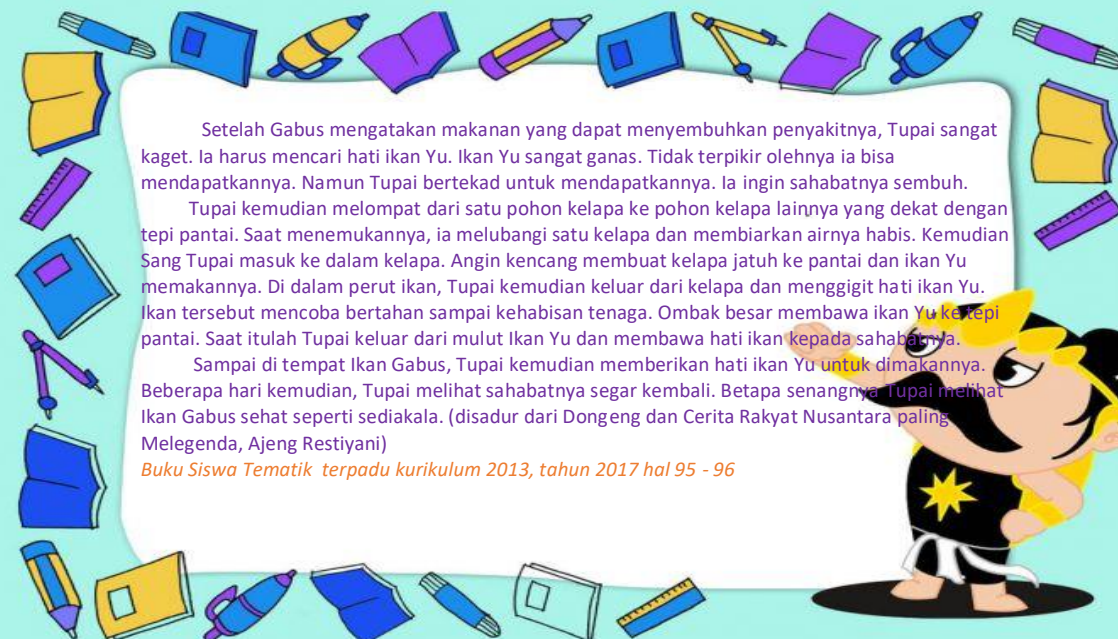 Setelah Gabus mengatakan makanan yang dapat menyembuhkan penyakitnya, Tupai sangat
kaget. Ia harus mencari hati ikan Yu. Ikan Yu sangat ganas. Tidak terpikir olehnya ia bisa
mendapatkannya. Namun Tupai bertekad untuk mendapatkannya. Ia ingin sahabatnya sembuh.
Tupai kemudian melompat dari satu pohon kelapa ke pohon kelapa lainnya yang dekat dengan
tepi pantai. Saat menemukannya, ia melubangi satu kelapa dan membiarkan airnya habis. Kemudian
Sang Tupai masuk ke dalam kelapa. Angin kencang membuat kelapa jatuh ke pantai dan ikan Yu
memakannya. Di dalam perut ikan, Tupai kemudian keluar dari kelapa dan menggigit hati ikan Yu.
Ikan tersebut mencoba bertahan sampai kehabisan tenaga. Ombak besar membawa ikan Yu ke tepi
pantai. Saat itulah Tupai keluar dari mulut Ikan Yu dan membawa hati ikan kepada sahabatnya.
Sampai di tempat Ikan Gabus, Tupai kemudian memberikan hati ikan Yu untuk dimakannya.
Beberapa hari kemudian, Tupai melihat sahabatnya segar kembali. Betapa senangnya Tupai melihat
Ikan Gabus sehat seperti sediakala. (disadur dari Dongeng dan Cerita Rakyat Nusantara paling
Melegenda, Ajeng Restiyani)
Buku Siswa Tematik terpadu kurikulum 2013, tahun 2017 hal 95 - 96